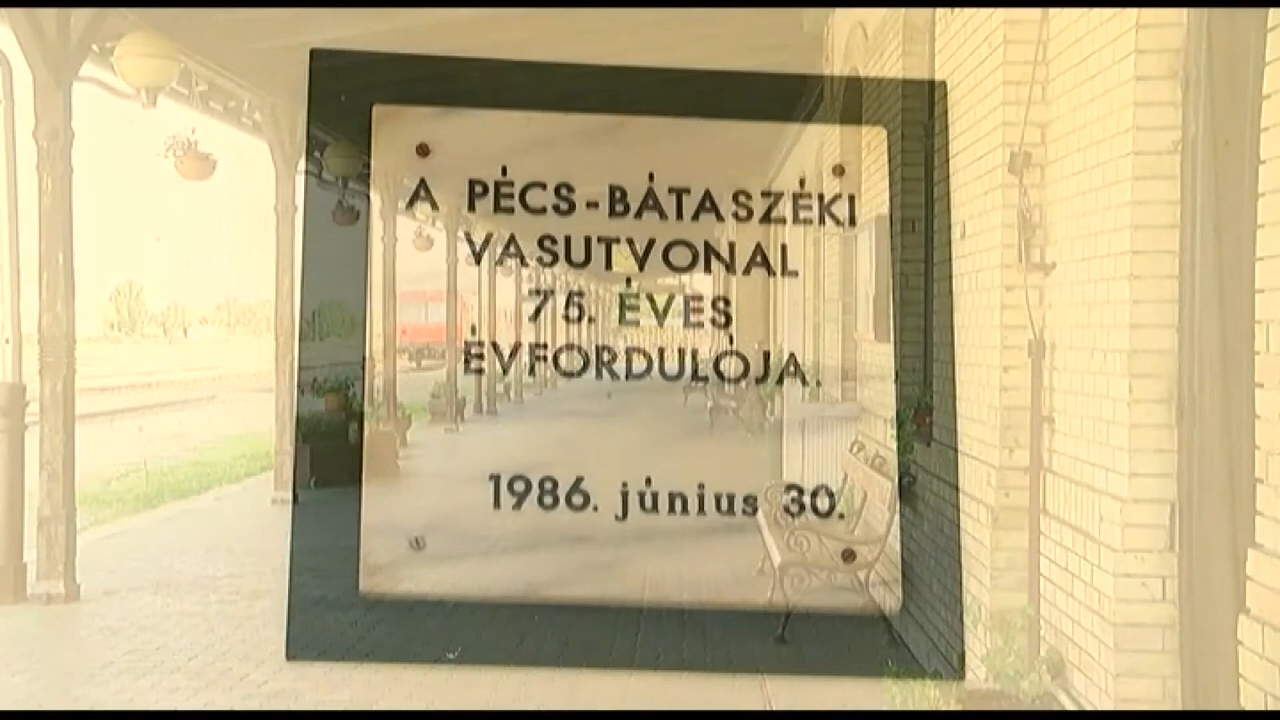 A PÉCS-BÁTASZÉKI
VASUTVONAL
75. ÉVES
ÉVFORDULÓJA.
1986. június 30.